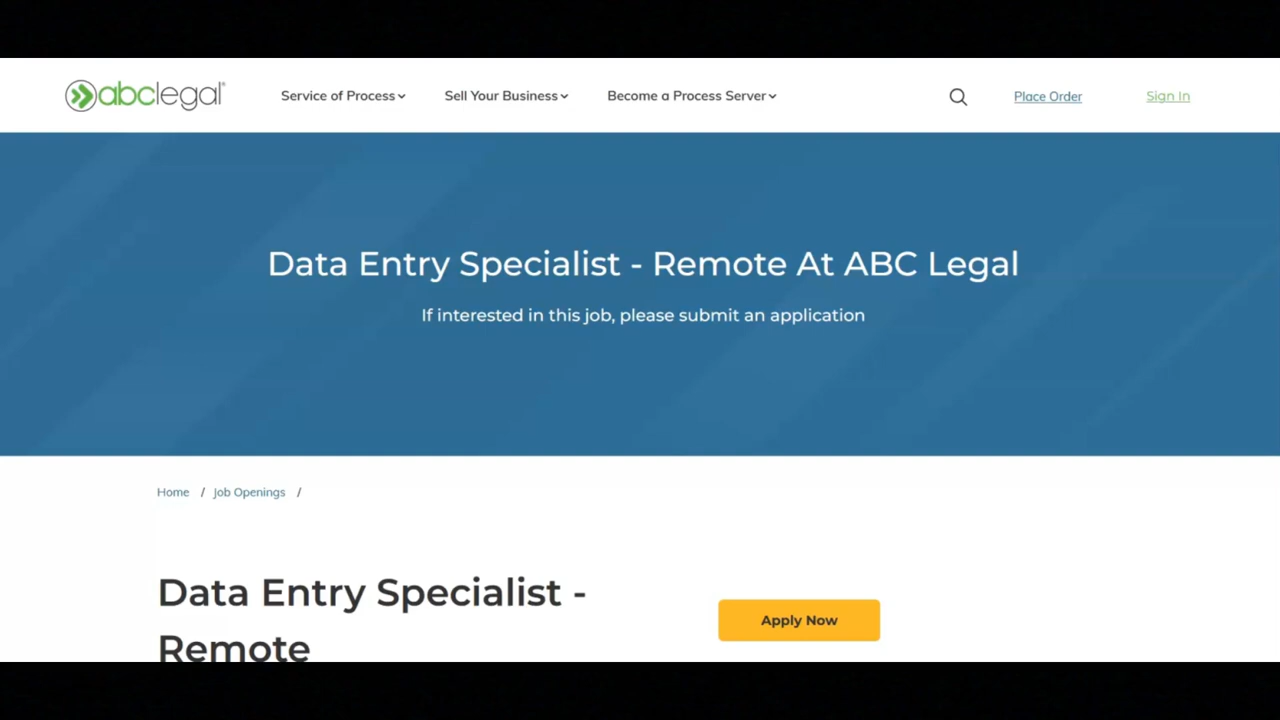 abclegal®
Service of Process
Sell Your Business
Become a Process Server
Place Order
Sign In
Data Entry Specialist - Remote At ABC Legal
If interested in this job, please submit an application
Home / Job Openings /
Data Entry Specialist -
Remote
Apply Now